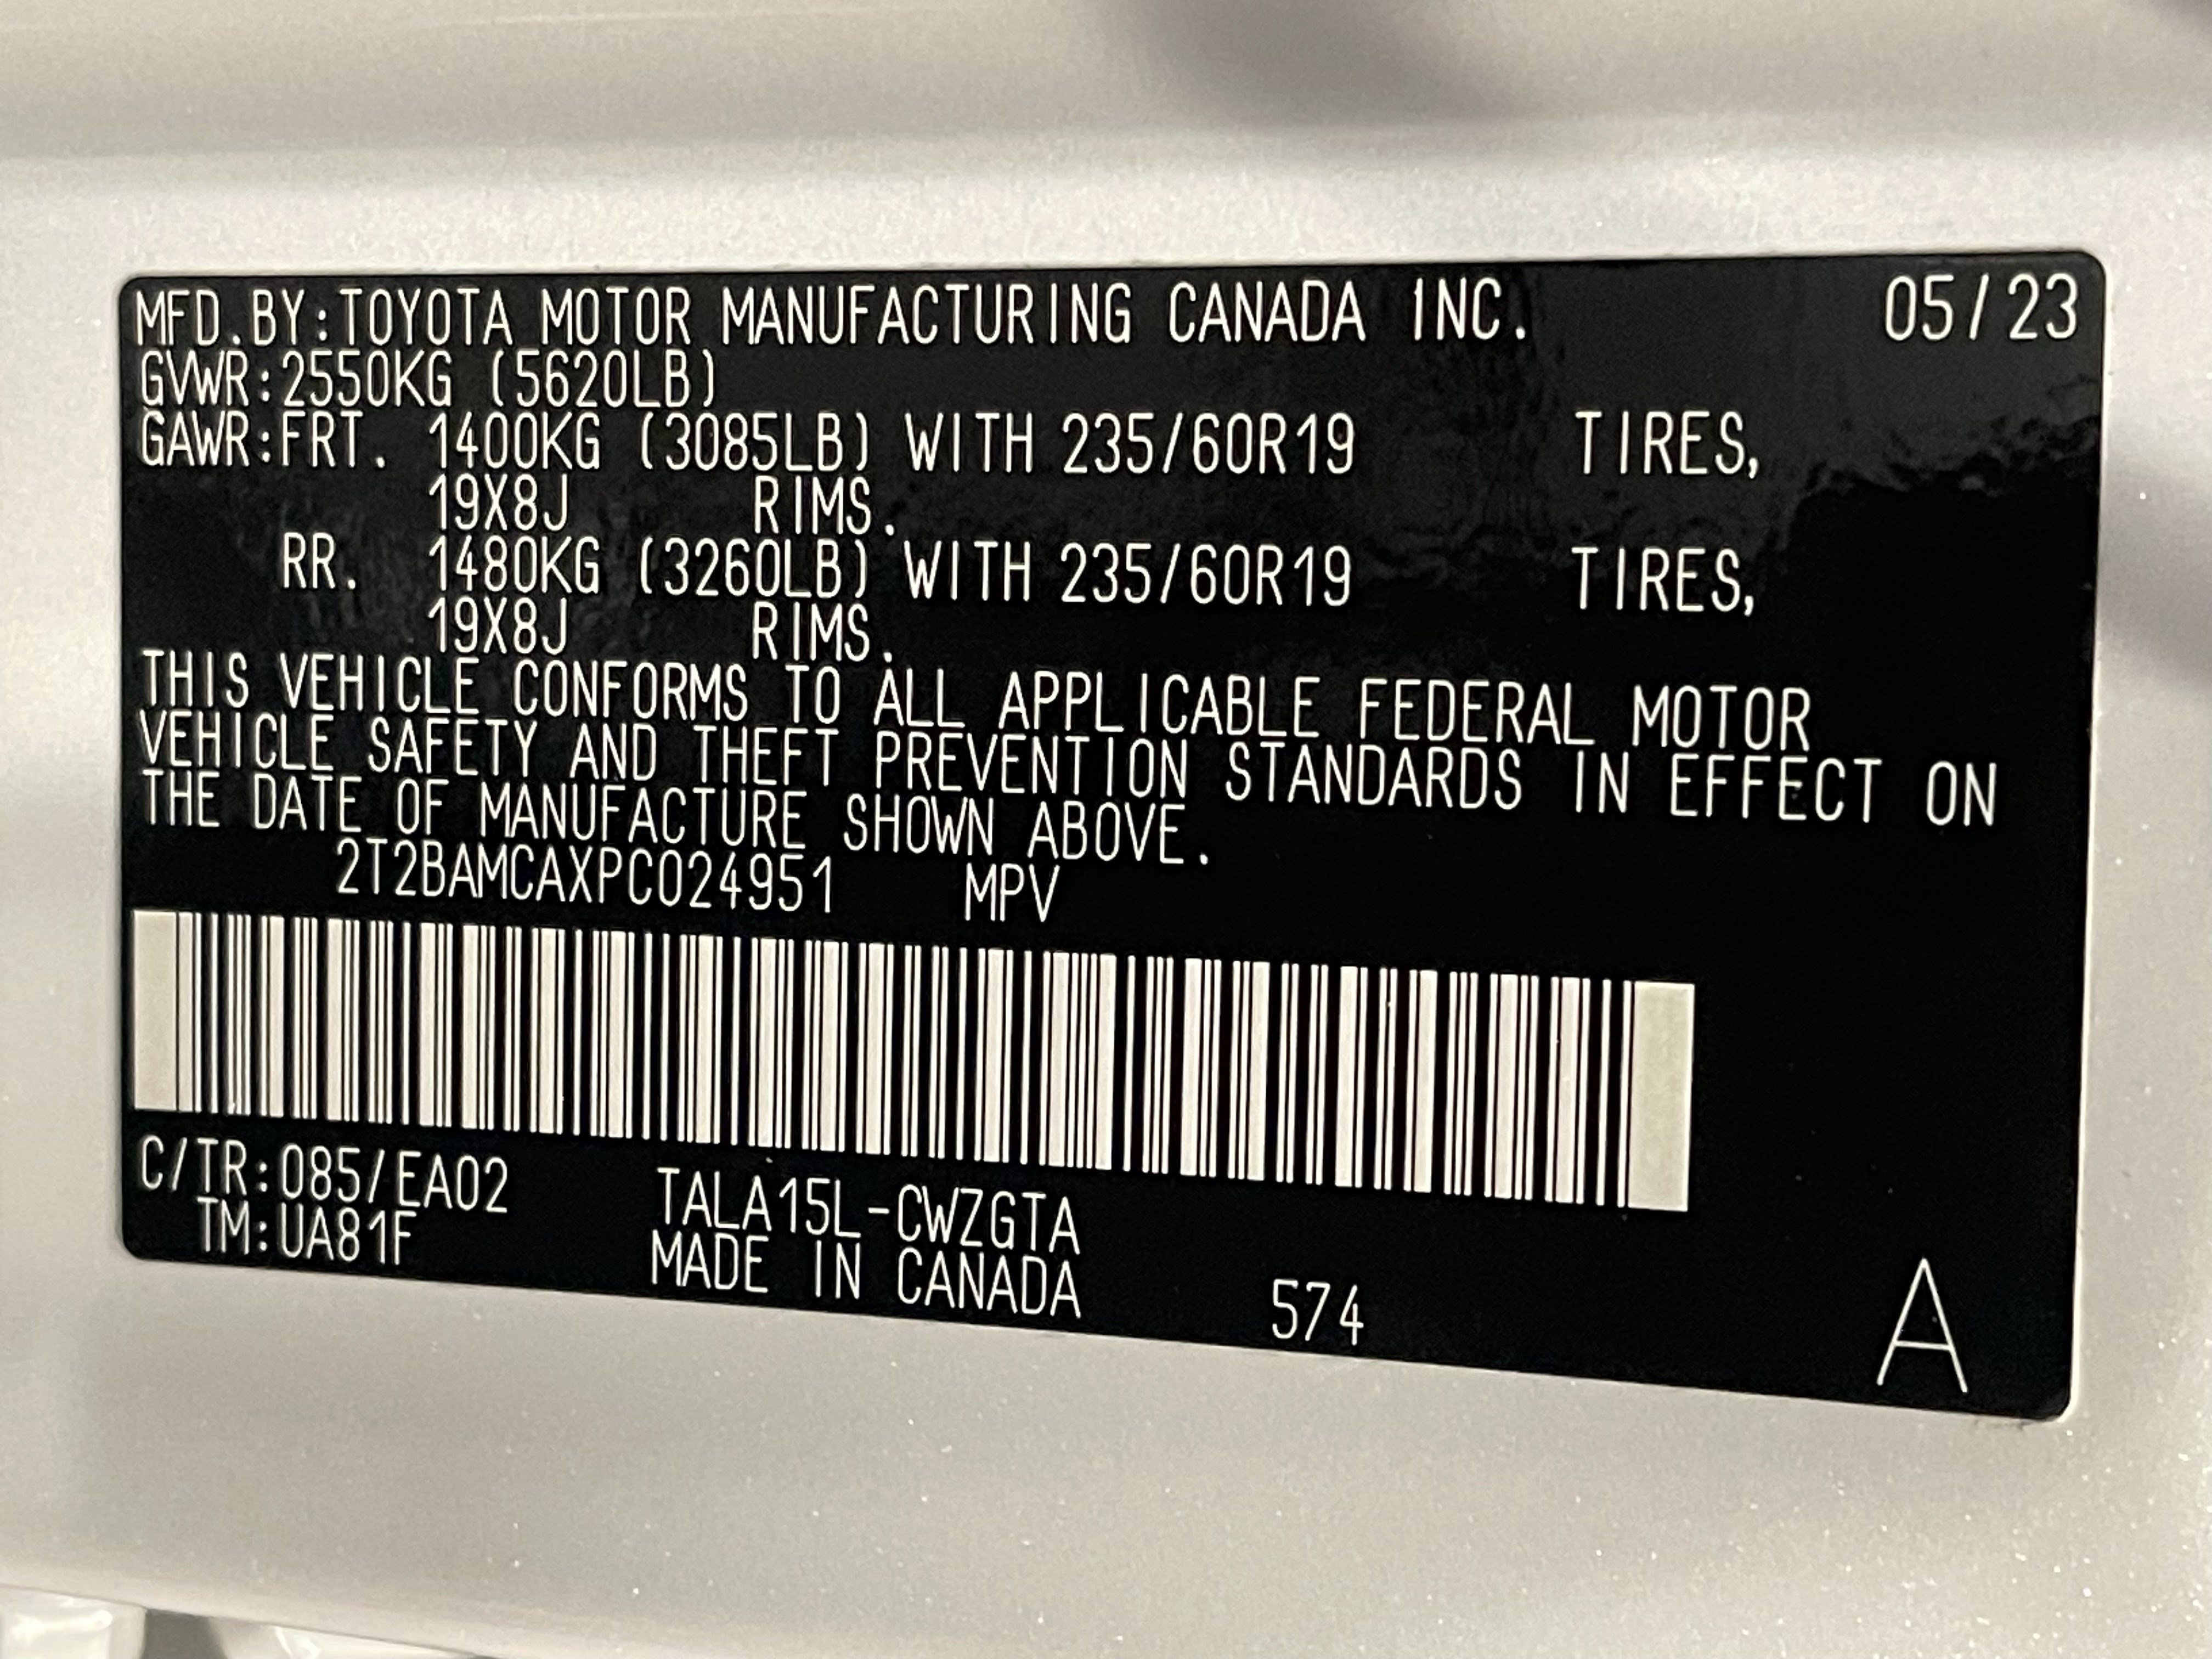 MFD.BY:TOYOTA MOTOR MANUFACTURING CANADA INC. 05/23
GVWR:2550KG (5620LB)
GAWR:FRT. 1400KG (3085LB) WITH 235/60R19 TIRES,
19X8J RIMS.
RR. 1480KG (3260LB) WITH 235/60R19 TIRES,
19X8J RIMS.
THIS VEHICLE CONFORMS TO ALL APPLICABLE FEDERAL MOTOR
VEHICLE SAFETY AND THEFT PREVENTION STANDARDS IN EFFECT ON
THE DATE OF MANUFACTURE SHOWN ABOVE.
2T2BAMCAXPC024951 MPV
C/TR:085/EA02 TALA15L-CWZGTA
TM:UA81F MADE IN CANADA 574
A